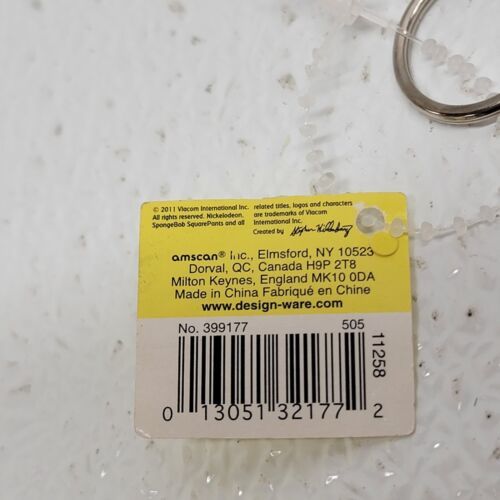 © 2011 Viacom International Inc.
All rights reserved. Nickelodeon,
SpongeBob SquarePants and all
related titles, logos and characters
are trademarks of Viacom
International Inc.
Created by Stephen Hillenburg
amscan® Inc., Elmsford, NY 10523
Dorval, QC, Canada H9P 2T8
Milton Keynes, England MK10 0DA
Made in China Fabriqué en Chine
www.design-ware.com
No. 399177 505
11258
0 13051 32177 2